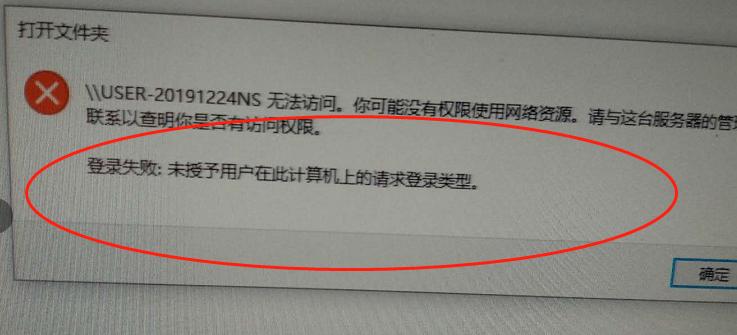 打开文件夹
\\USER-20191224NS 无法访问。你可能没有权限使用网络资源。请与这台服务器的管
联系以查明你是否有访问权限。
登录失败: 未授予用户在此计算机上的请求登录类型。
确定